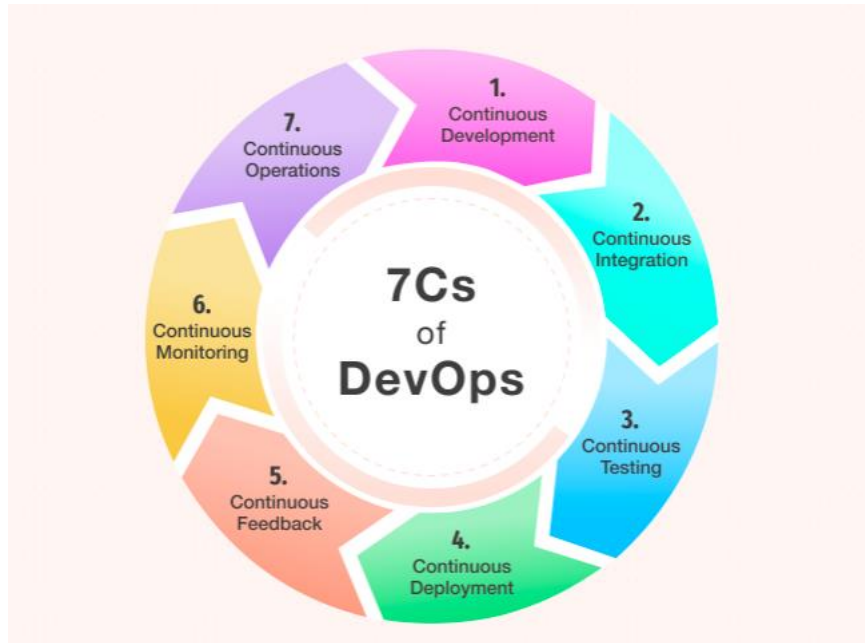 7Cs
of
DevOps
1.
Continuous
Development
2.
Continuous
Integration
3.
Continuous
Testing
4.
Continuous
Deployment
5.
Continuous
Feedback
6.
Continuous
Monitoring
7.
Continuous
Operations